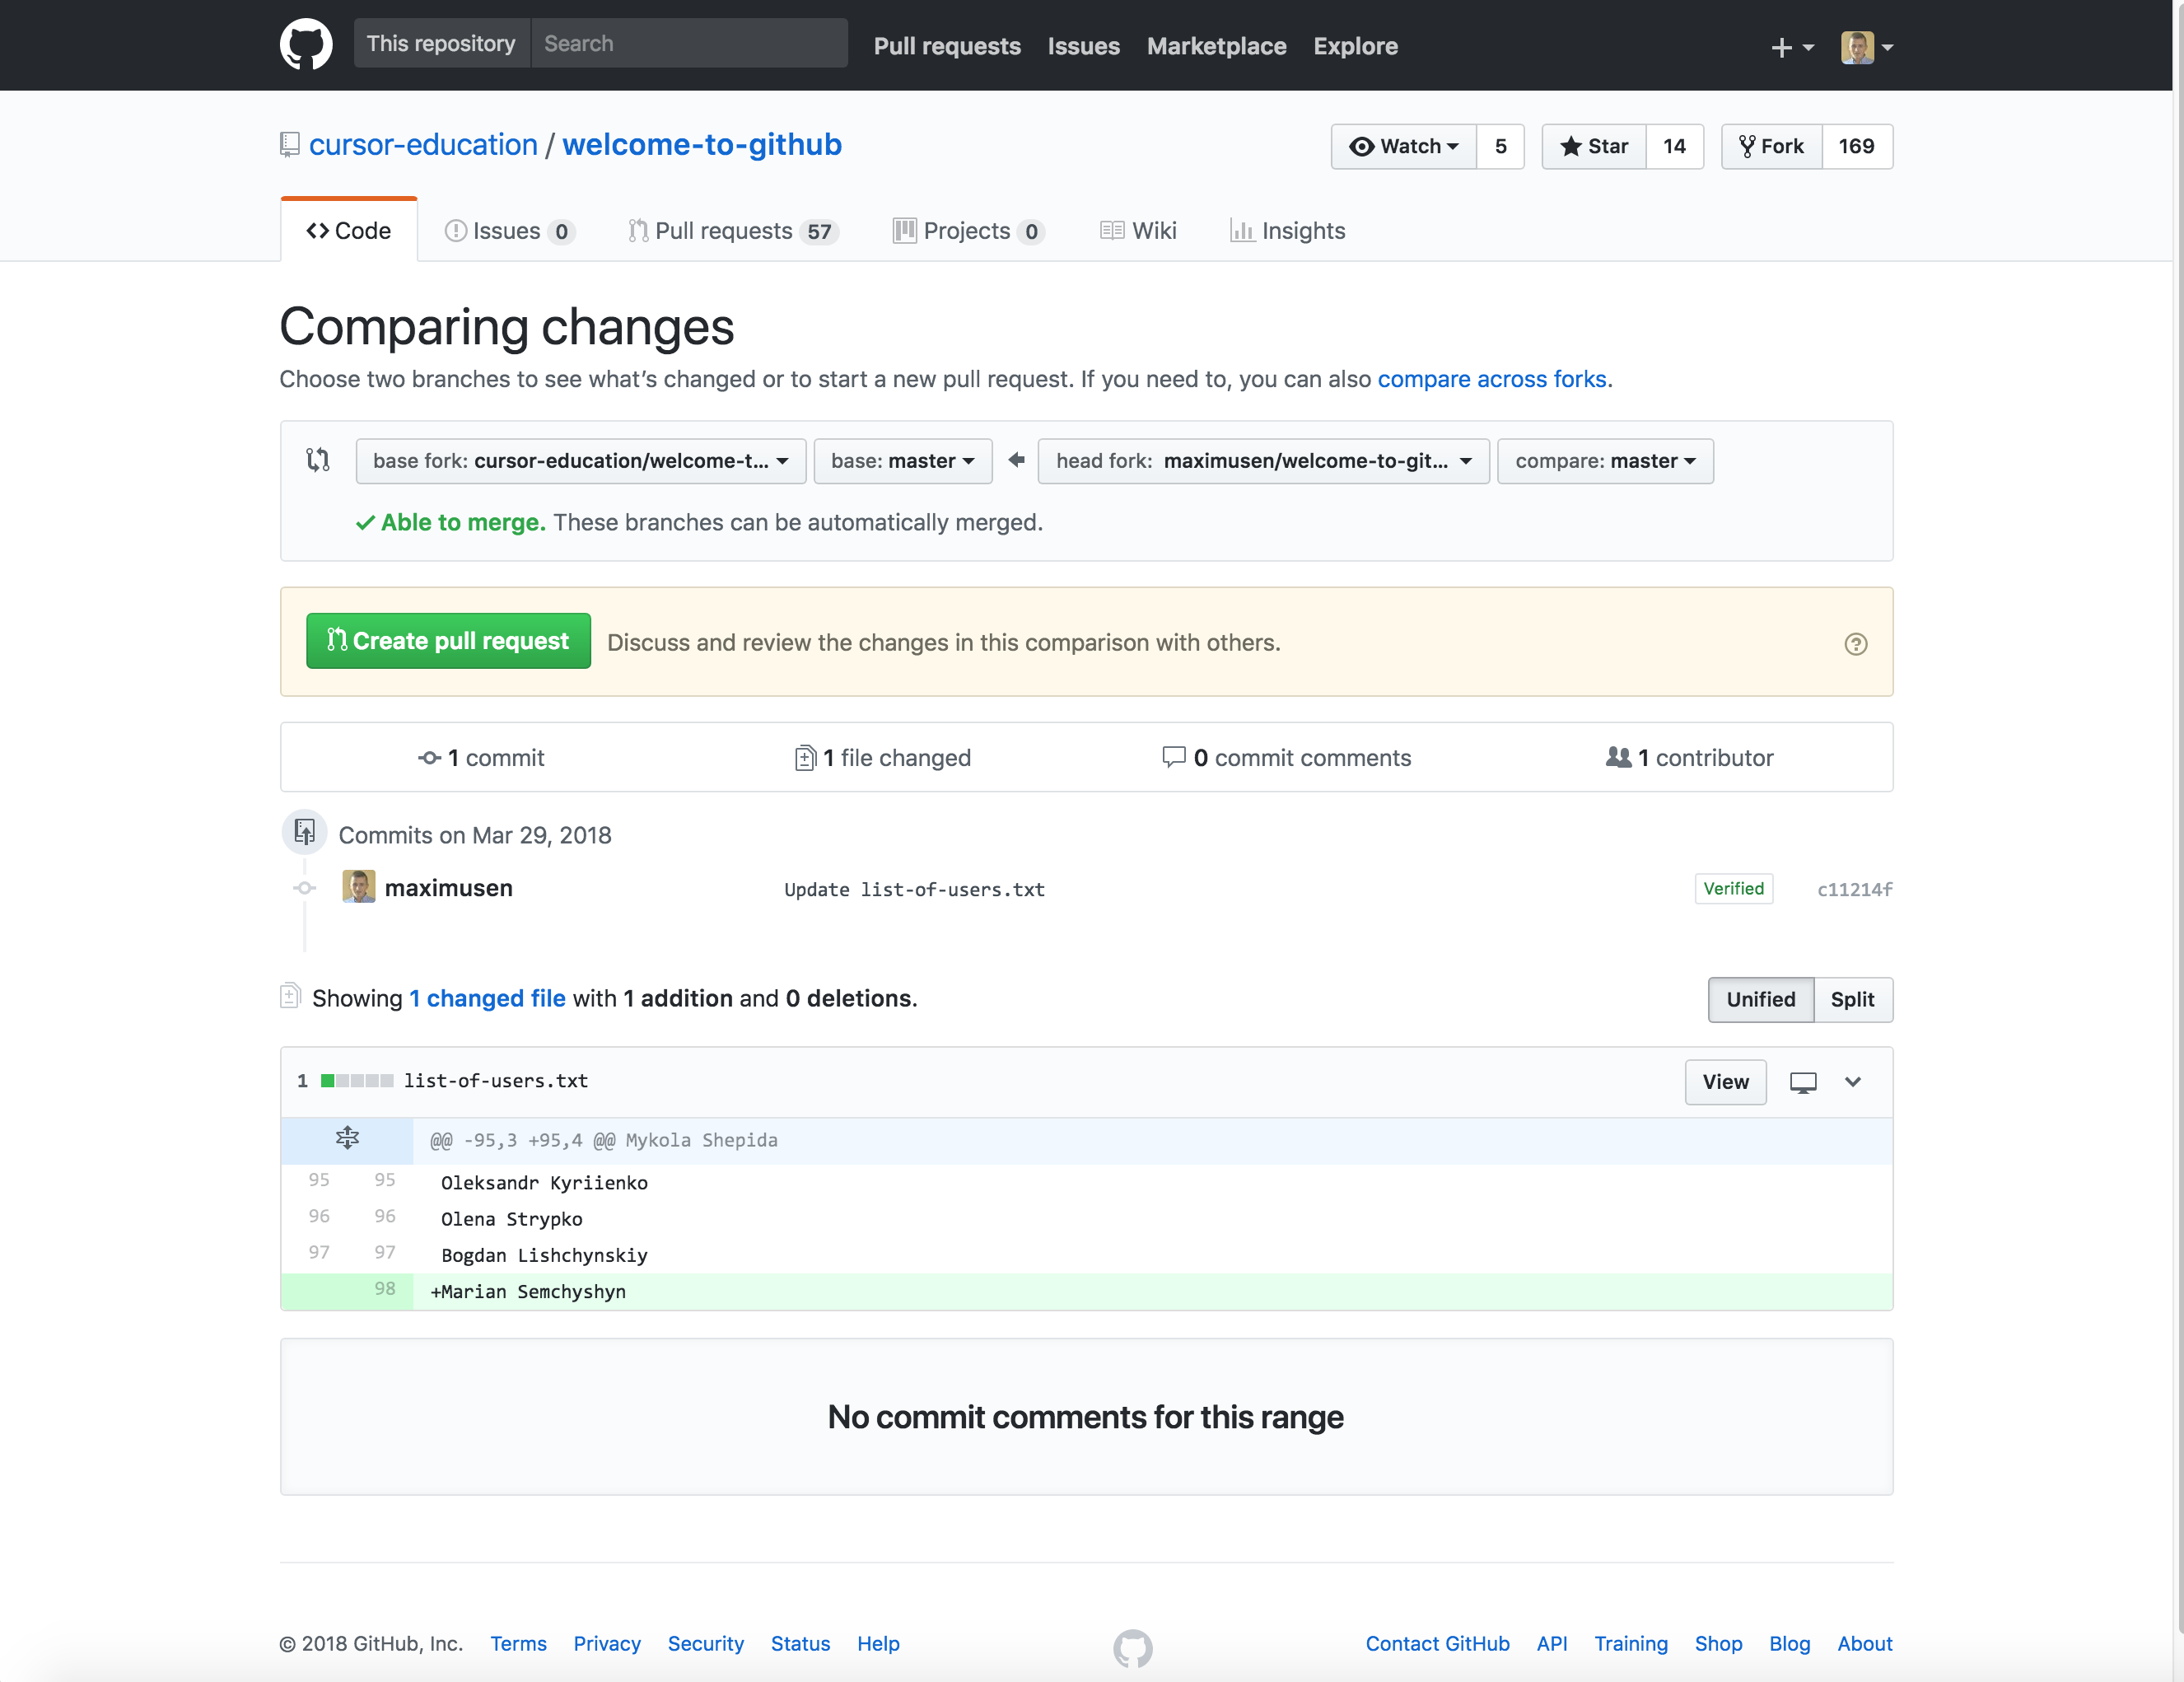 This repository Search Pull requests Issues Marketplace Explore
cursor-education / welcome-to-github Watch 5 Star 14 Fork 169
Code Issues 0 Pull requests 57 Projects 0 Wiki Insights
Comparing changes
Choose two branches to see what’s changed or to start a new pull request. If you need to, you can also compare across forks.
base fork: cursor-education/welcome-t... base: master head fork: maximusen/welcome-to-git... compare: master
Able to merge. These branches can be automatically merged.
Create pull request Discuss and review the changes in this comparison with others.
1 commit 1 file changed 0 commit comments 1 contributor
Commits on Mar 29, 2018
maximusen Update list-of-users.txt Verified c11214f
Showing 1 changed file with 1 addition and 0 deletions. Unified Split
1 list-of-users.txt View
@@ -95,3 +95,4 @@ Mykola Shepida
95 95 Oleksandr Kyriienko
96 96 Olena Strypko
97 97 Bogdan Lishchynskiy
98 +Marian Semchyshyn
No commit comments for this range
© 2018 GitHub, Inc. Terms Privacy Security Status Help Contact GitHub API Training Shop Blog About